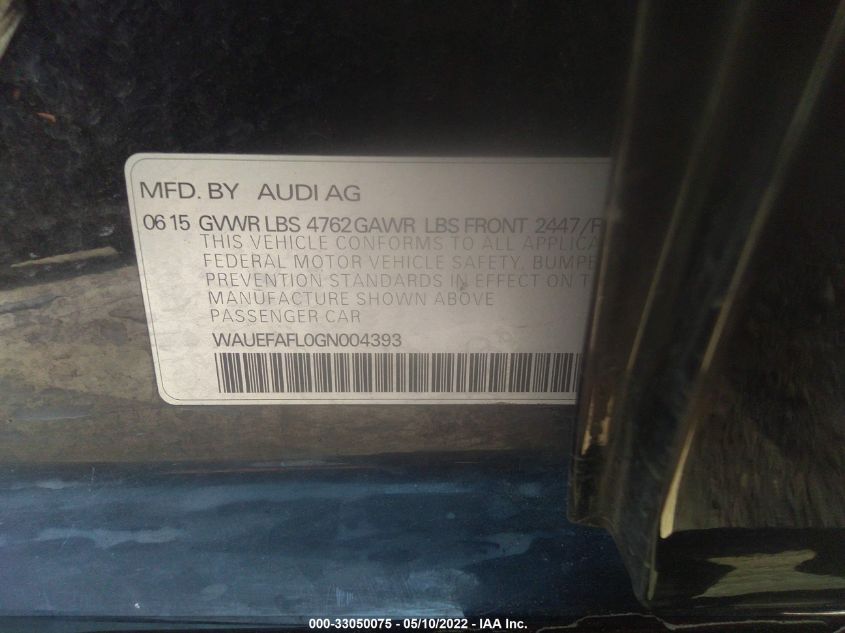 MFD. BY AUDI AG
06 15 GVWR LBS 4762 GAWR LBS FRONT 2447/
THIS VEHICLE CONFORMS TO ALL
FEDERAL MOTOR VEHICLE SAFETY,
PREVENTION STANDARDS IN EFFECT ON
MANUFACTURE SHOWN ABOVE
PASSENGER CAR
WAUEFAFL0GN004393
000-33050075 - 05/10/2022 - IAA Inc.